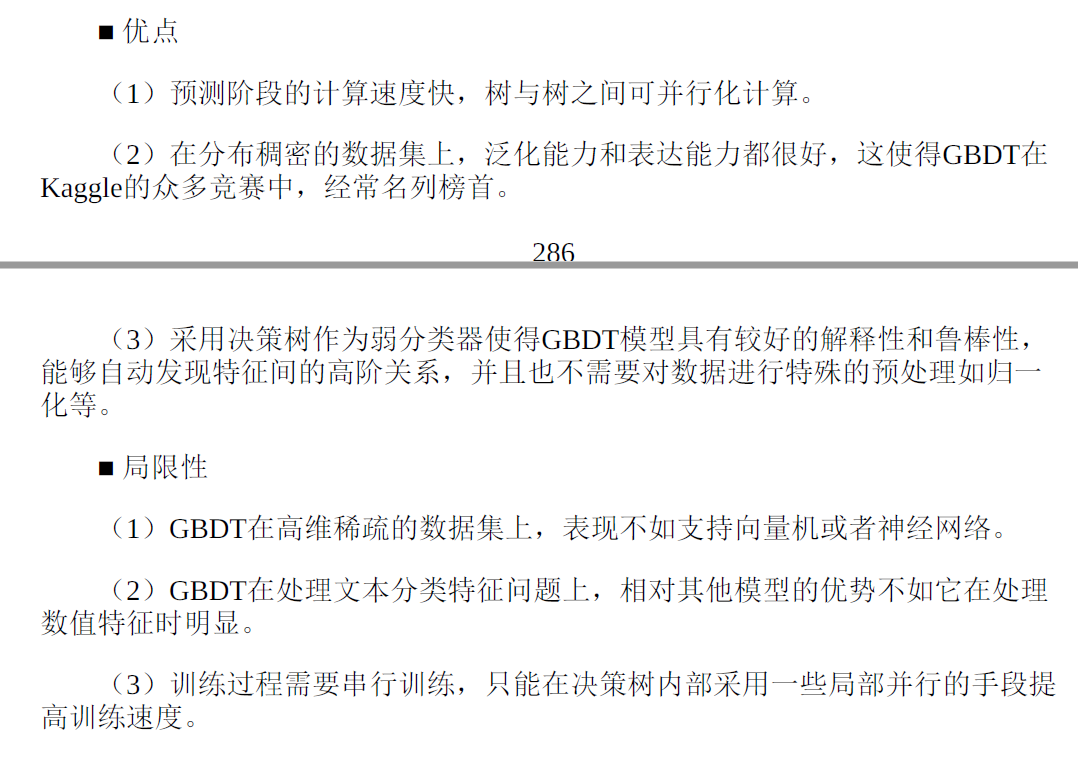 ■ 优点
（1）预测阶段的计算速度快，树与树之间可并行化计算。
（2）在分布稠密的数据集上，泛化能力和表达能力都很好，这使得GBDT在
Kaggle的众多竞赛中，经常名列榜首。
286
（3）采用决策树作为弱分类器使得GBDT模型具有较好的解释性和鲁棒性，
能够自动发现特征间的高阶关系，并且也不需要对数据进行特殊的预处理如归一
化等。
■ 局限性
（1）GBDT在高维稀疏的数据集上，表现不如支持向量机或者神经网络。
（2）GBDT在处理文本分类特征问题上，相对其他模型的优势不如它在处理
数值特征时明显。
（3）训练过程需要串行训练，只能在决策树内部采用一些局部并行的手段提
高训练速度。